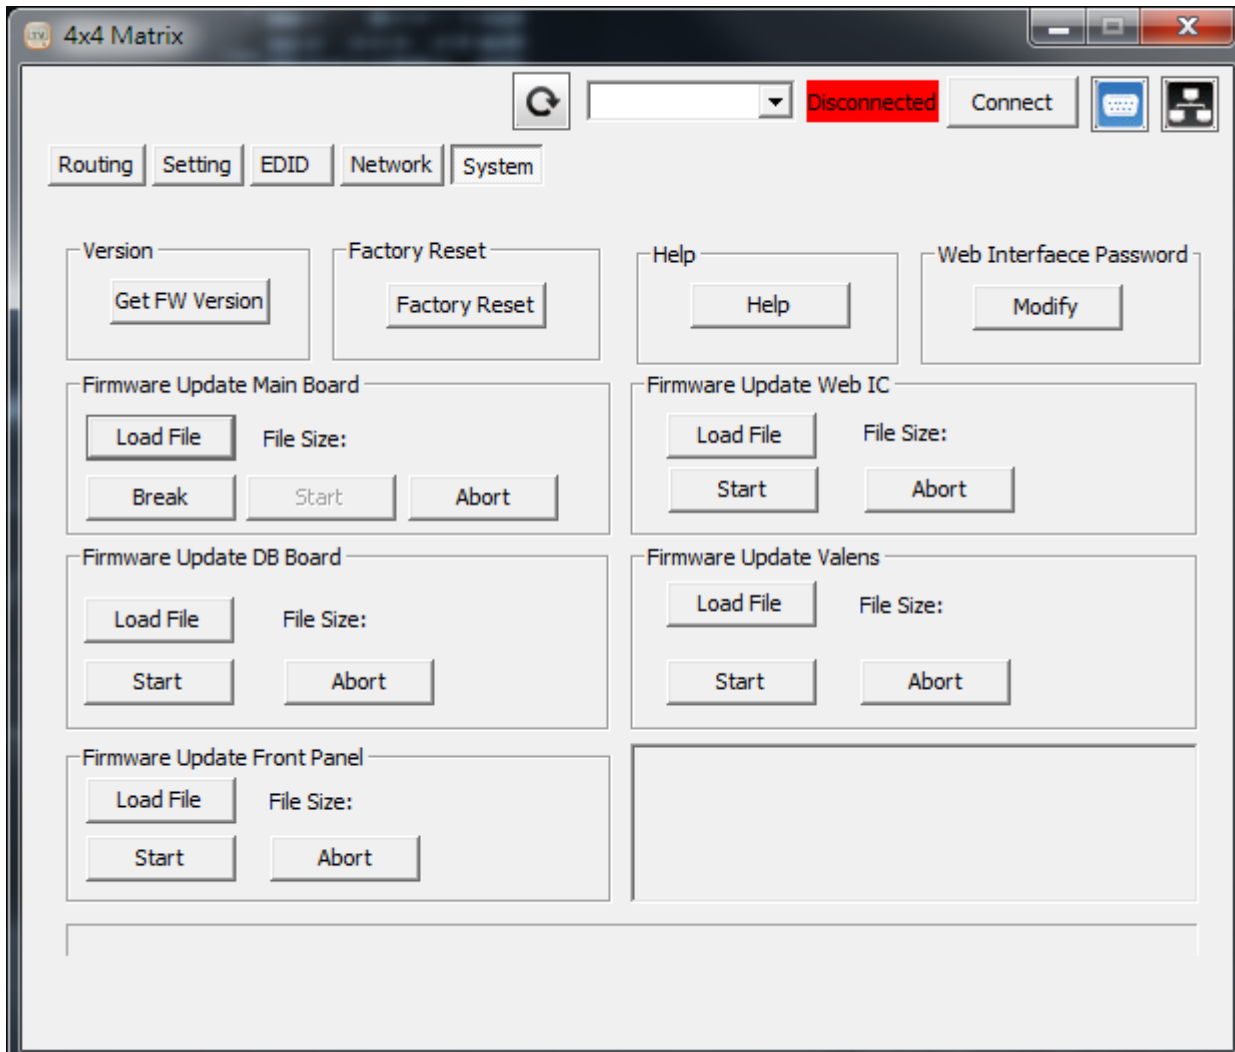 4x4 Matrix
Disconnected Connect
Routing Setting EDID Network System
Version Factory Reset Help Web Interfaece Password
Get FW Version Factory Reset Help Modify
Firmware Update Main Board Firmware Update Web IC
Load File File Size: Load File File Size:
Break Start Abort Start Abort
Firmware Update DB Board Firmware Update Valens
Load File File Size: Load File File Size:
Start Abort Start Abort
Firmware Update Front Panel
Load File File Size:
Start Abort